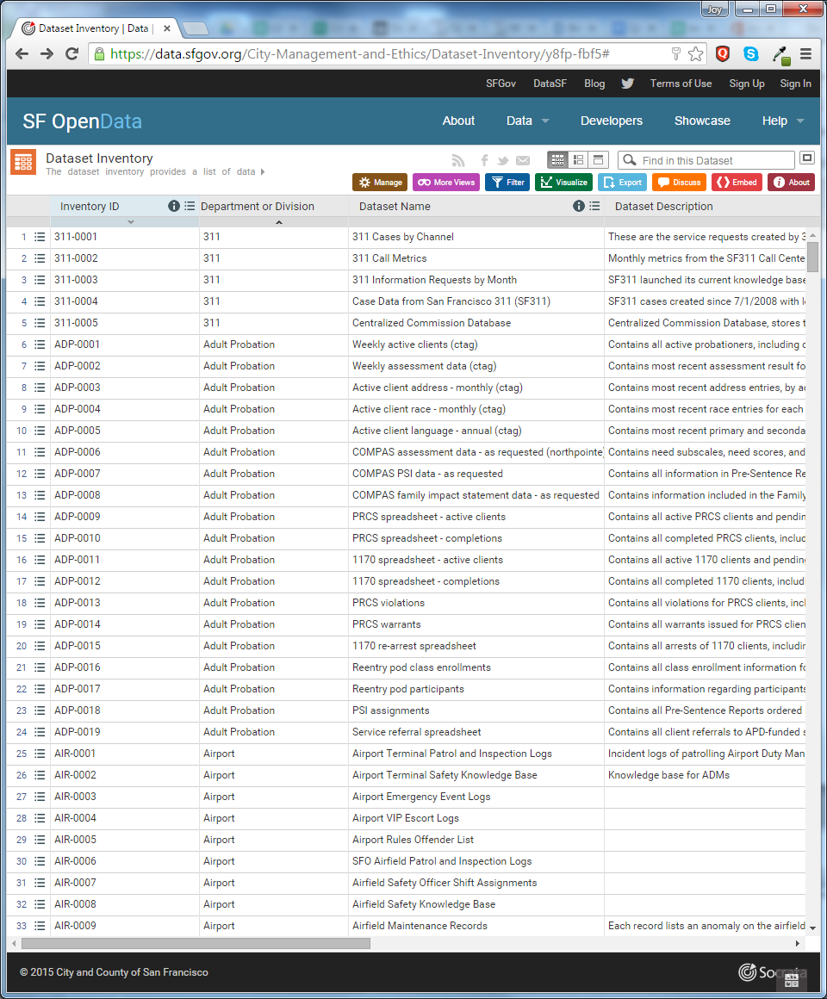 Joy
Dataset Inventory | Data |
https://data.sfgov.org/City-Management-and-Ethics/Dataset-Inventory/y8fp-fbf5#
SFGov DataSF Blog Terms of Use Sign Up Sign In
SF OpenData About Data Developers Showcase Help
Dataset Inventory
The dataset inventory provides a list of data
Find in this Dataset
Manage More Views Filter Visualize Export Discuss Embed About
Inventory ID Department or Division Dataset Name Dataset Description
1 311-0001 311 311 Cases by Channel These are the service requests created by 3
2 311-0002 311 311 Call Metrics Monthly metrics from the SF311 Call Cente
3 311-0003 311 311 Information Requests by Month SF311 launched its current knowledge base
4 311-0004 311 Case Data from San Francisco 311 (SF311) SF311 cases created since 7/1/2008 with l
5 311-0005 311 Centralized Commission Database Centralized Commission Database, stores t
6 ADP-0001 Adult Probation Weekly active clients (ctag) Contains all active probationers, including
7 ADP-0002 Adult Probation Weekly assessment data (ctag) Contains most recent assessment result fo
8 ADP-0003 Adult Probation Active client address - monthly (ctag) Contains most recent address entries, by a
9 ADP-0004 Adult Probation Active client race - monthly (ctag) Contains most recent race entries for each
10 ADP-0005 Adult Probation Active client language - annual (ctag) Contains most recent primary and seconda
11 ADP-0006 Adult Probation COMPAS assessment data - as requested (northpointe Contains need subscales, need scores, and
12 ADP-0007 Adult Probation COMPAS PSI data - as requested Contains all information in Pre-Sentence Re
13 ADP-0008 Adult Probation COMPAS family impact statement data - as requested Contains information included in the Family
14 ADP-0009 Adult Probation PRCS spreadsheet - active clients Contains all active PRCS clients and pendin
15 ADP-0010 Adult Probation PRCS spreadsheet - completions Contains all completed PRCS clients, includ
16 ADP-0011 Adult Probation 1170 spreadsheet - active clients Contains all active 1170 clients and pending
17 ADP-0012 Adult Probation 1170 spreadsheet - completions Contains all completed 1170 clients, includi
18 ADP-0013 Adult Probation PRCS violations Contains all violations for PRCS clients, incl
19 ADP-0014 Adult Probation PRCS warrants Contains all warrants issued for PRCS clien
20 ADP-0015 Adult Probation 1170 re-arrest spreadsheet Contains all arrests of 1170 clients, includin
21 ADP-0016 Adult Probation Reentry pod class enrollments Contains all class enrollment information fo
22 ADP-0017 Adult Probation Reentry pod participants Contains information regarding participants
23 ADP-0018 Adult Probation PSI assignments Contains all Pre-Sentence Reports ordered
24 ADP-0019 Adult Probation Service referral spreadsheet Contains all client referrals to APD-funded s
25 AIR-0001 Airport Airport Terminal Patrol and Inspection Logs Incident logs of patrolling Airport Duty Man
26 AIR-0002 Airport Airport Terminal Safety Knowledge Base Knowledge base for ADMs
27 AIR-0003 Airport Airport Emergency Event Logs
28 AIR-0004 Airport Airport VIP Escort Logs
29 AIR-0005 Airport Airport Rules Offender List
30 AIR-0006 Airport SFO Airfield Patrol and Inspection Logs
31 AIR-0007 Airport Airfield Safety Officer Shift Assignments
32 AIR-0008 Airport Airfield Safety Knowledge Base
33 AIR-0009 Airport Airfield Maintenance Records Each record lists an anomaly on the airfield
© 2015 City and County of San Francisco Socrata